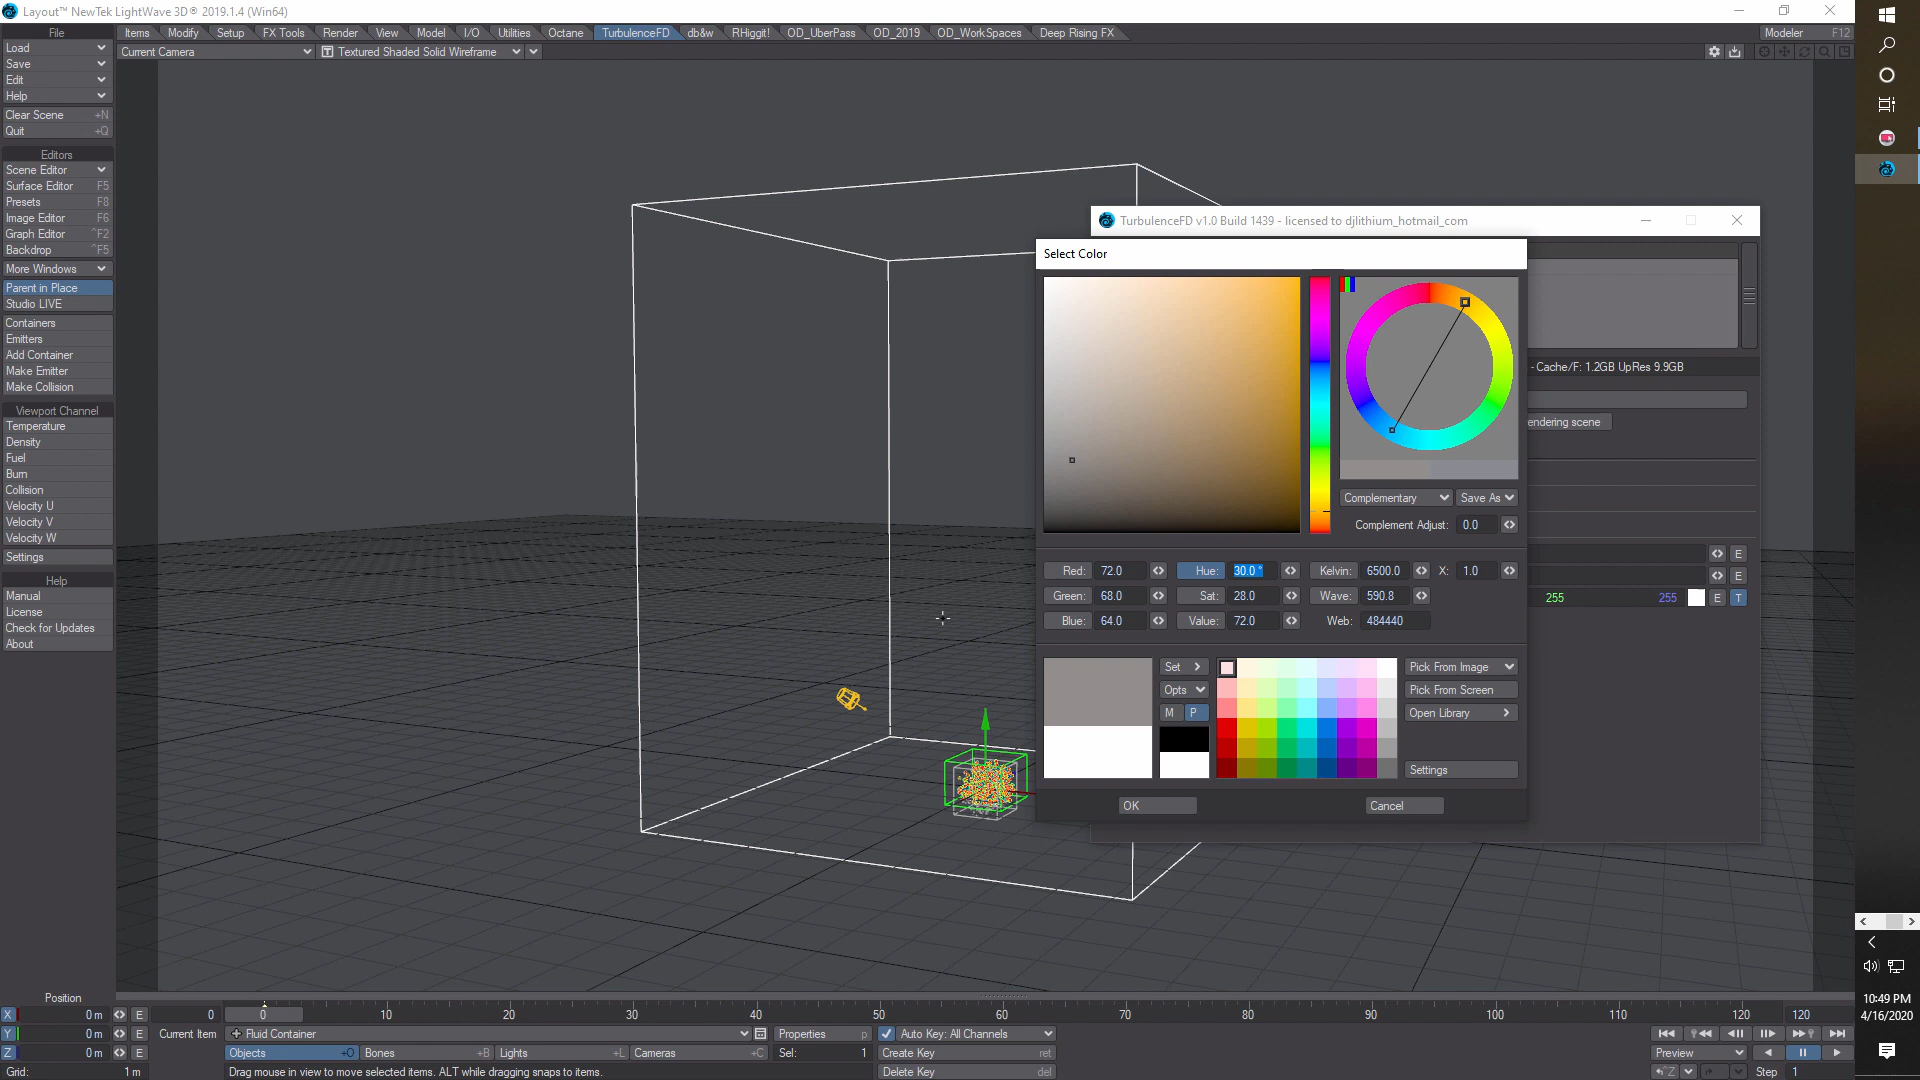 Layout™ NewTek LightWave 3D® 2019.1.4 (Win64)
File
Items Modify Setup FX Tools Render View Model I/O Utilities Octane TurbulenceFD db&w RHiggit! OD_UberPass OD_2019 OD_WorkSpaces Deep Rising FX
Modeler F12
Load
Current Camera
Textured Shaded Solid Wireframe
Save
Edit
Help
Clear Scene +N
Quit +Q
Editors
Scene Editor
Surface Editor F5
Presets F8
Image Editor F6
Graph Editor ^F2
Backdrop ^F5
More Windows
Parent in Place
Studio LIVE
Containers
Emitters
Add Container
Make Emitter
Make Collision
Viewport Channel
Temperature
Density
Fuel
Burn
Collision
Velocity U
Velocity V
Velocity W
Settings
Help
Manual
License
Check for Updates
About
TurbulenceFD v1.0 Build 1439 - licensed to djlithium_hotmail_com
- Cache/F: 1.2GB UpRes 9.9GB
endering scene
E
E
255 255 E T
Select Color
Complementary Save As
Complement Adjust: 0.0
Red: 72.0 Hue: 30.0 ° Kelvin: 6500.0 X: 1.0
Green: 68.0 Sat: 28.0 Wave: 590.8
Blue: 64.0 Value: 72.0 Web: 484440
Set Pick From Image
Opts Pick From Screen
M P Open Library
Settings
OK Cancel
Position
X 0 m E 0 0 10 20 30 40 50 60 70 80 90 100 110 120 120
Y 0 m E Current Item Fluid Container Properties p Auto Key: All Channels
Z 0 m E Objects +O Bones +B Lights +L Cameras +C Sel: 1 Create Key ret Preview
Grid: 1 m Drag mouse in view to move selected items. ALT while dragging snaps to items. Delete Key del ^Z Step 1
10:49 PM
4/16/2020